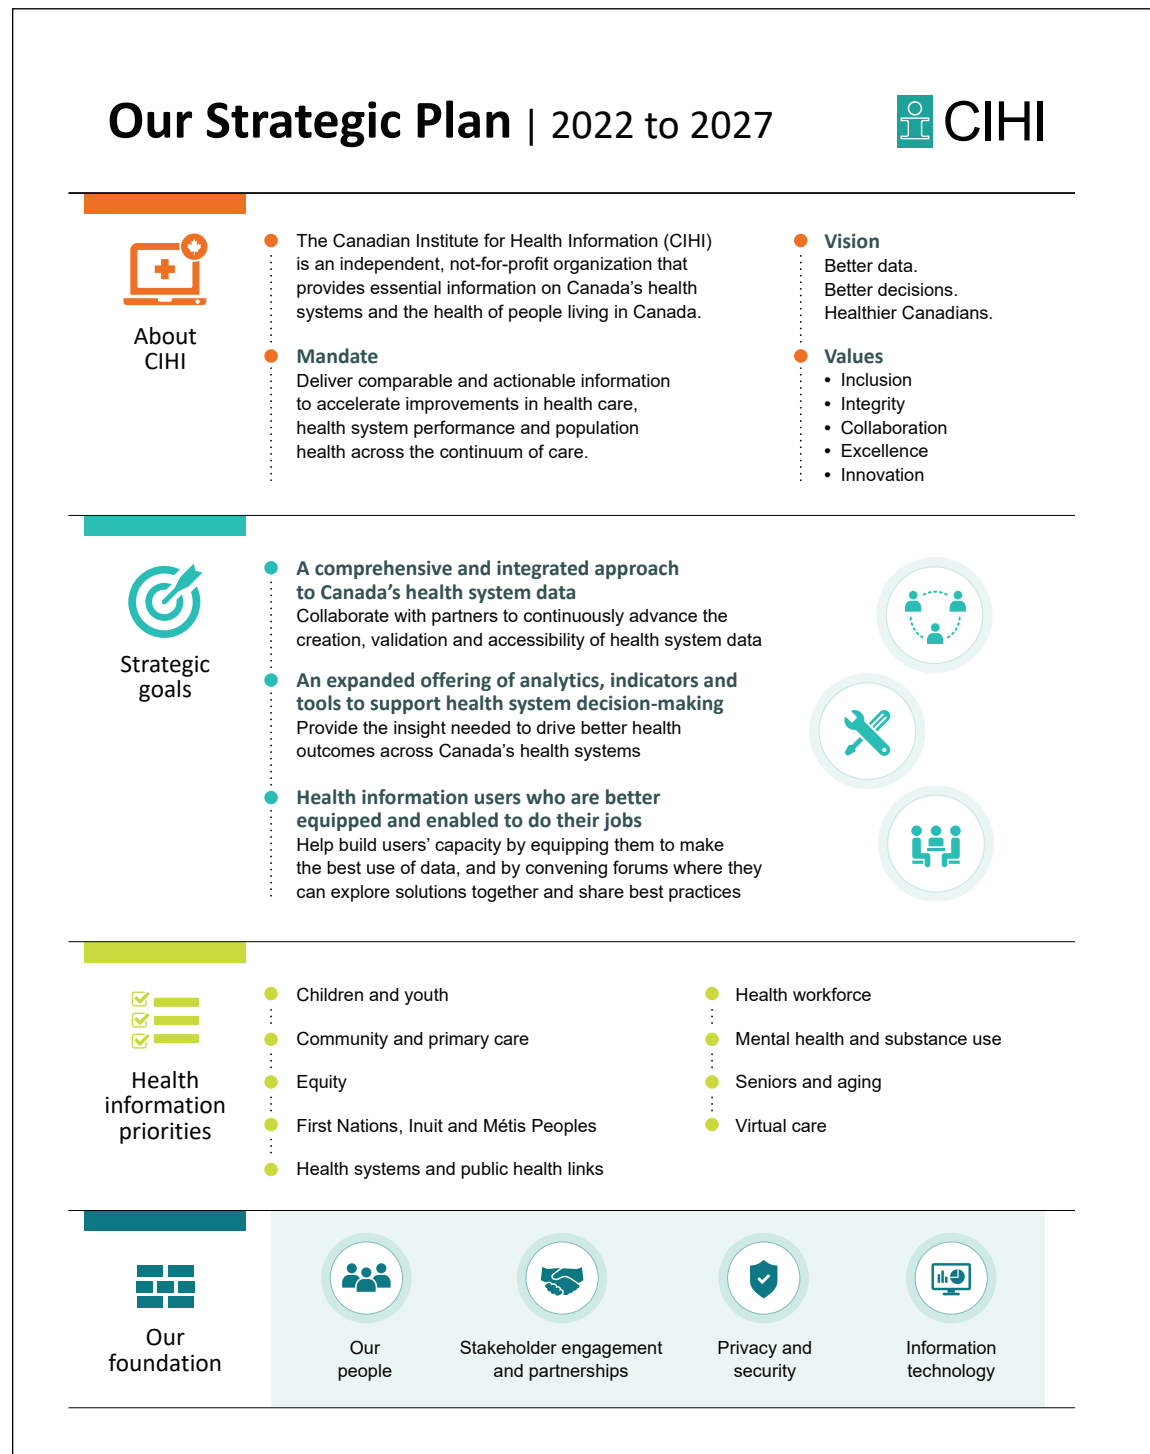 Our Strategic Plan | 2022 to 2027
CIHI
About
CIHI
The Canadian Institute for Health Information (CIHI)
is an independent, not-for-profit organization that
provides essential information on Canada’s health
systems and the health of people living in Canada.
Mandate
Deliver comparable and actionable information
to accelerate improvements in health care,
health system performance and population
health across the continuum of care.
Vision
Better data.
Better decisions.
Healthier Canadians.
Values
• Inclusion
• Integrity
• Collaboration
• Excellence
• Innovation
Strategic
goals
A comprehensive and integrated approach
to Canada’s health system data
Collaborate with partners to continuously advance the
creation, validation and accessibility of health system data
An expanded offering of analytics, indicators and
tools to support health system decision-making
Provide the insight needed to drive better health
outcomes across Canada’s health systems
Health information users who are better
equipped and enabled to do their jobs
Help build users’ capacity by equipping them to make
the best use of data, and by convening forums where they
can explore solutions together and share best practices
Health
information
priorities
Children and youth
Community and primary care
Equity
First Nations, Inuit and Métis Peoples
Health systems and public health links
Health workforce
Mental health and substance use
Seniors and aging
Virtual care
Our
foundation
Our
people
Stakeholder engagement
and partnerships
Privacy and
security
Information
technology